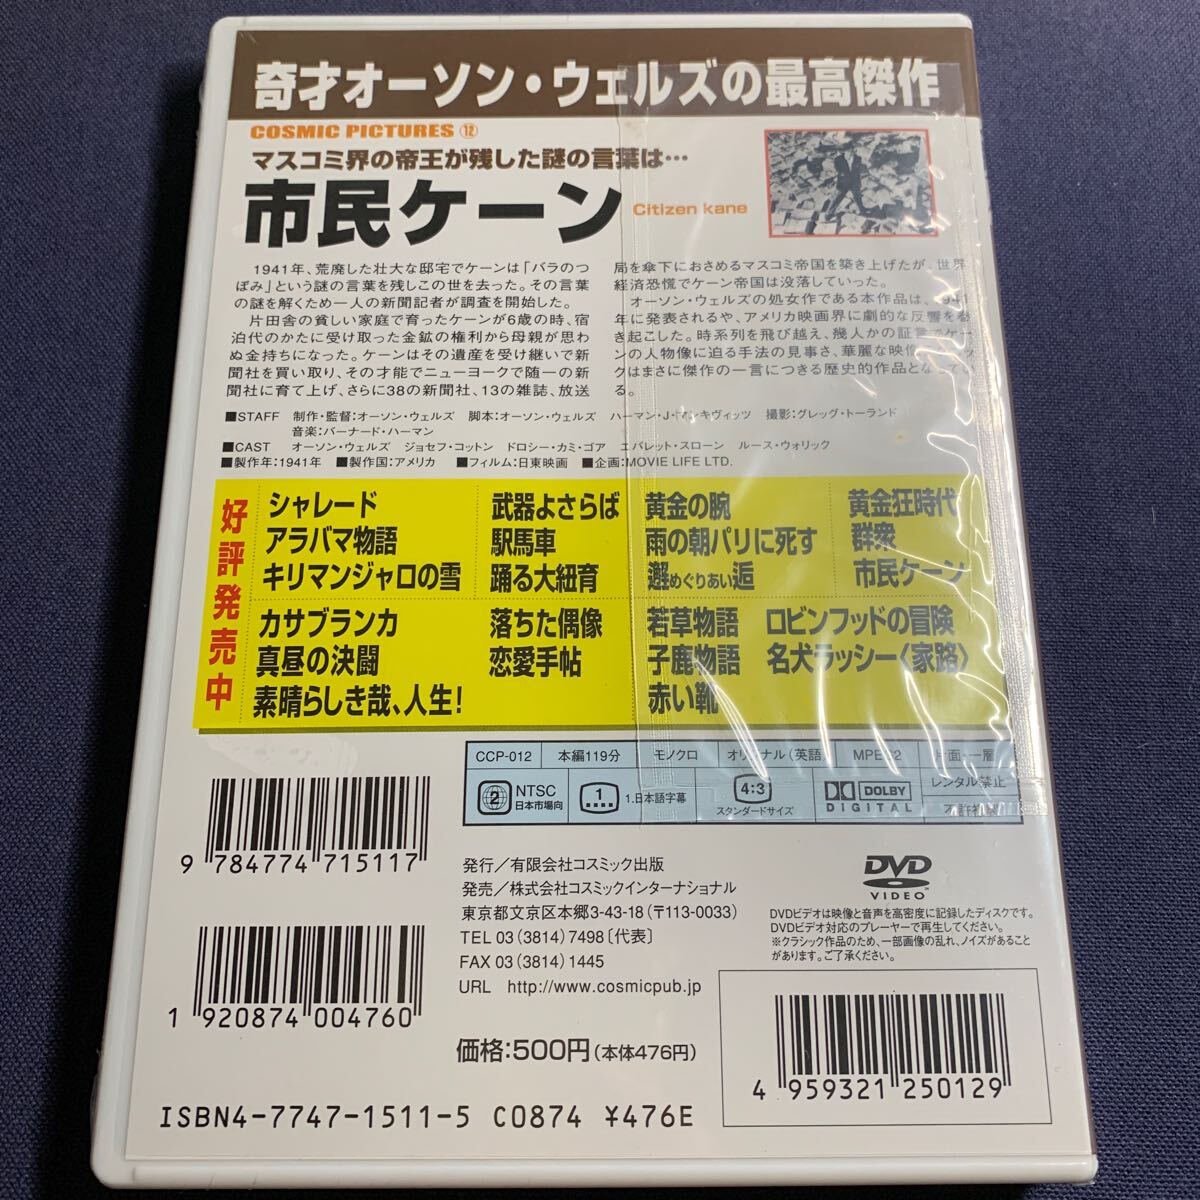 奇才オーソン・ウェルズの最高傑作
COSMIC PICTURES ⑫
マスコミ界の帝王が残した謎の言葉は…
市民ケーン Citizen kane
1941年、荒廃した壮大な邸宅でケーンは「バラのつ
ぼみ」という謎の言葉を残しこの世を去った。その言葉
の謎を解くため一人の新聞記者が調査を開始した。
片田舎の貧しい家庭で育ったケーンが6歳の時、宿
泊代のかたに受け取った金鉱の権利から母親が思わ
ぬ金持ちになった。ケーンはその遺産を受け継いで新
聞社を買い取り、その才能でニューヨークで随一の新
聞社に育て上げ、さらに38の新聞社、13の雑誌、放送
局を傘下におさめるマスコミ帝国を築き上げたが、世界
経済恐慌でケーン帝国は没落していった。
オーソン・ウェルズの処女作である本作品は、1941
年に発表されるや、アメリカ映画界に劇的な反響を巻
き起こした。時系列を飛び越え、幾人かの証言でケー
ンの人物像に迫る手法の見事さ、華麗な映像
クはまさに傑作の一言につきる歴史的作品となってい
る。
■STAFF 制作・監督:オーソン・ウェルズ 脚本:オーソン・ウェルズ ハーマン・J・マンキヴィッツ 撮影:グレッグ・トーランド
音楽:バーナード・ハーマン
■CAST オーソン・ウェルズ ジョセフ・コットン ドロシー・カミ・ゴア エバレット・スローン ルース・ウォリック
■製作年:1941年 ■製作国:アメリカ ■フィルム:日東映画 ■企画:MOVIE LIFE LTD.
好評発売中
シャレード 武器よさらば 黄金の腕 黄金狂時代
アラバマ物語 駅馬車 雨の朝パリに死す 群衆
キリマンジャロの雪 踊る大紐育 邂めぐりあい逅 市民ケーン
カサブランカ 落ちた偶像 若草物語 ロビンフッドの冒険
真昼の決闘 恋愛手帖 子鹿物語 名犬ラッシー〈家路〉
素晴らしき哉、人生! 赤い靴
CCP-012 本編119分 モノクロ オリジナル(英語) MPEG2 片面・一層
2 NTSC 日本市場向 1 1.日本語字幕 4:3 スタンダードサイズ DOLBY DIGITAL レンタル禁止
不許複製
9 784774 715117
1 920874 004760
発行/有限会社コスミック出版
発売/株式会社コスミックインターナショナル
東京都文京区本郷3-43-18(〒113-0033)
TEL 03(3814)7498〔代表〕
FAX 03(3814)1445
URL http://www.cosmicpub.jp
価格:500円(本体476円)
DVD
VIDEO
DVDビデオは映像と音声を高密度に記録したディスクです。
DVDビデオ対応のプレーヤーで再生してください。
※クラシック作品のため、一部画像の乱れ、ノイズがあること
があります。ご了承ください。
4 959321 250129
ISBN4-7747-1511-5 C0874 ¥476E